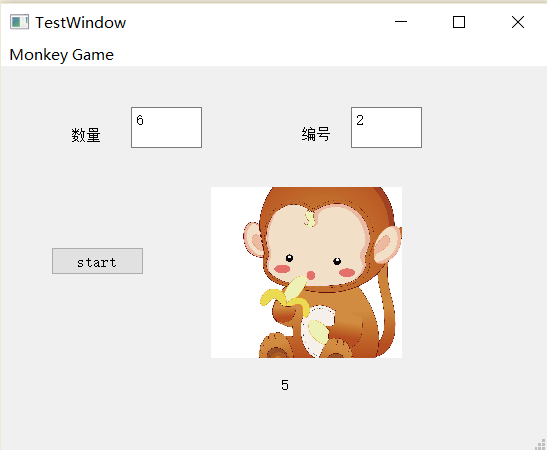 TestWindow
Monkey Game
数量 6 编号 2
start
5